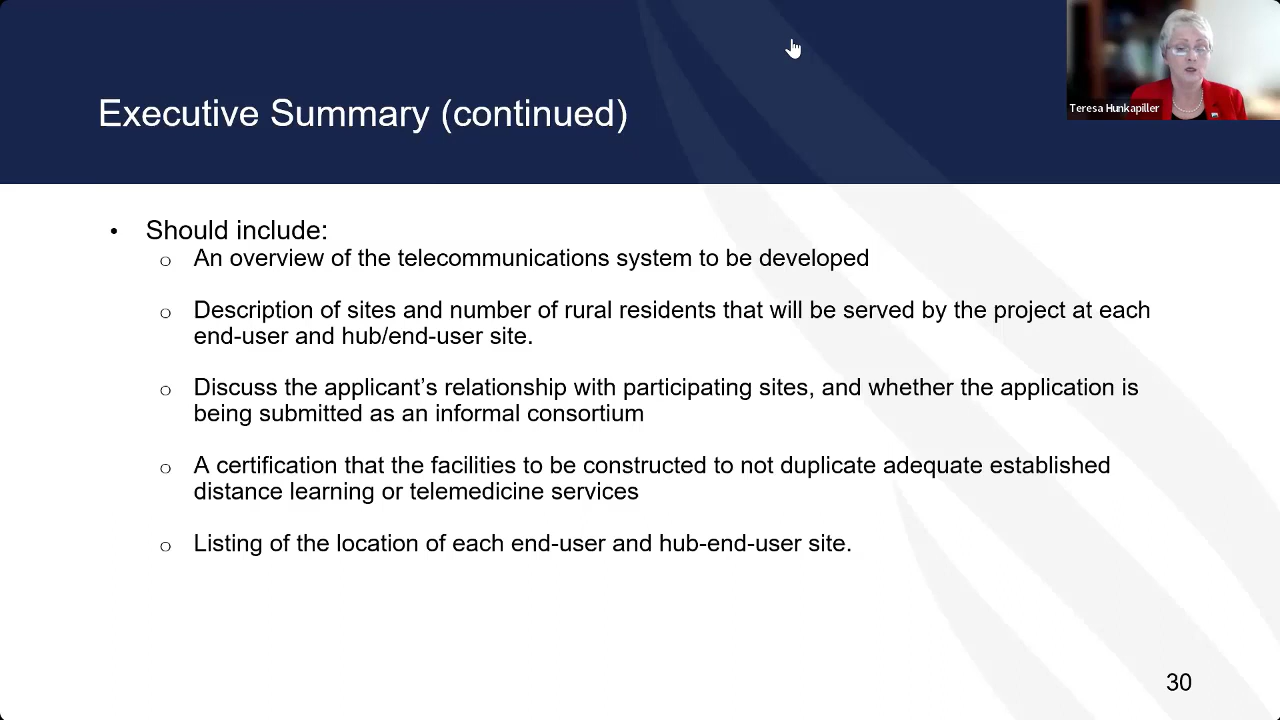 Teresa Hunkapiller
Executive Summary (continued)
• Should include:
o An overview of the telecommunications system to be developed
o Description of sites and number of rural residents that will be served by the project at each
end-user and hub/end-user site.
o Discuss the applicant’s relationship with participating sites, and whether the application is
being submitted as an informal consortium
o A certification that the facilities to be constructed to not duplicate adequate established
distance learning or telemedicine services
o Listing of the location of each end-user and hub-end-user site.
30